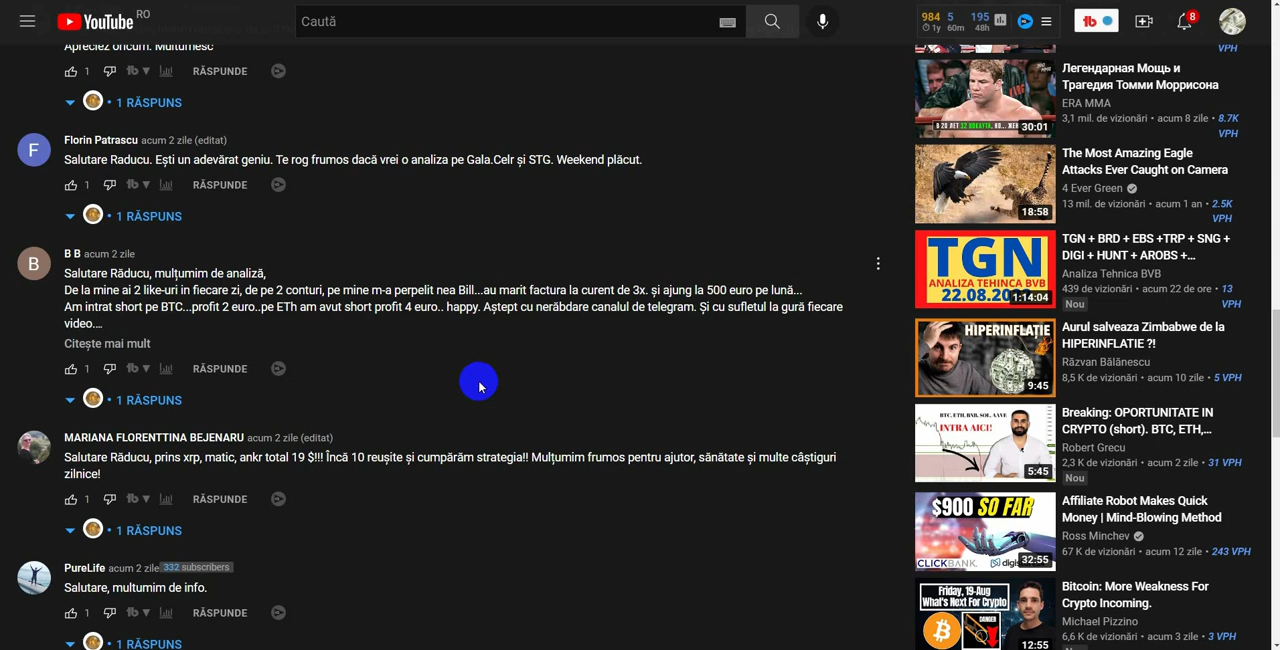 YouTube RO
Caută
984 1y
5 60m
195 48h
tb
8
Apreciez oricum. Mulțumesc
1 RĂSPUNDE
1 RĂSPUNS
F
Florin Patrascu acum 2 zile (editat)
Salutare Raducu. Ești un adevărat geniu. Te rog frumos dacă vrei o analiza pe Gala.Celr și STG. Weekend plăcut.
1 RĂSPUNDE
1 RĂSPUNS
B
B B acum 2 zile
Salutare Răducu, mulțumim de analiză,
De la mine ai 2 like-uri in fiecare zi, de pe 2 conturi, pe mine m-a perpelit nea Bill...au marit factura la curent de 3x. și ajung la 500 euro pe lună...
Am intrat short pe BTC...profit 2 euro..pe ETh am avut short profit 4 euro.. happy. Aștept cu nerăbdare canalul de telegram. Și cu sufletul la gură fiecare
video....
Citește mai mult
1 RĂSPUNDE
1 RĂSPUNS
MARIANA FLORENTTINA BEJENARU acum 2 zile (editat)
Salutare Răducu, prins xrp, matic, ada total 19 $!!! Încă 10 reușite și cumpărăm strategia!! Mulțumim frumos pentru ajutor, sănătate și multe câștiguri
zilnice!
1 RĂSPUNDE
1 RĂSPUNS
PureLife acum 2 zile 332 subscribers
Salutare, multumim de info.
1 RĂSPUNDE
1 RĂSPUNS
VPH
30:01
Легендарная Мощь и
Трагедия Томми Моррисона
ERA MMA
3,1 mil. de vizionări • acum 8 zile • 8.7K
VPH
18:58
The Most Amazing Eagle
Attacks Ever Caught on Camera
4 Ever Green
13 mil. de vizionări • acum 1 an • 2.5K
VPH
TGN
ANALIZA TEHINCA BVB
22.08.2022
1:14:04
TGN + BRD + EBS +TRP + SNG +
DIGI + HUNT + AROBS +...
Analiza Tehnica BVB
439 de vizionări • acum 22 de ore • 13
VPH
Nou
HIPERINFLAȚIE
9:45
Aurul salveaza Zimbabwe de la
HIPERINFLATIE ?!
Răzvan Bălănescu
8,5 K de vizionări • acum 10 zile • 5 VPH
BTC, ETH, BNB, SOL, AAVE
INTRA AICI!
5:45
Breaking: OPORTUNITATE IN
CRYPTO (short). BTC, ETH,...
Robert Grecu
2,3 K de vizionări • acum 2 zile • 31 VPH
Nou
$900 SO FAR
CLICKBANK.
32:55
Affiliate Robot Makes Quick
Money | Mind-Blowing Method
Ross Minchev
67 K de vizionări • acum 12 zile • 243 VPH
Friday, 19-Aug
What's Next For Crypto
DANGER
12:55
Bitcoin: More Weakness For
Crypto Incoming.
Michael Pizzino
6,6 K de vizionări • acum 3 zile • 3 VPH